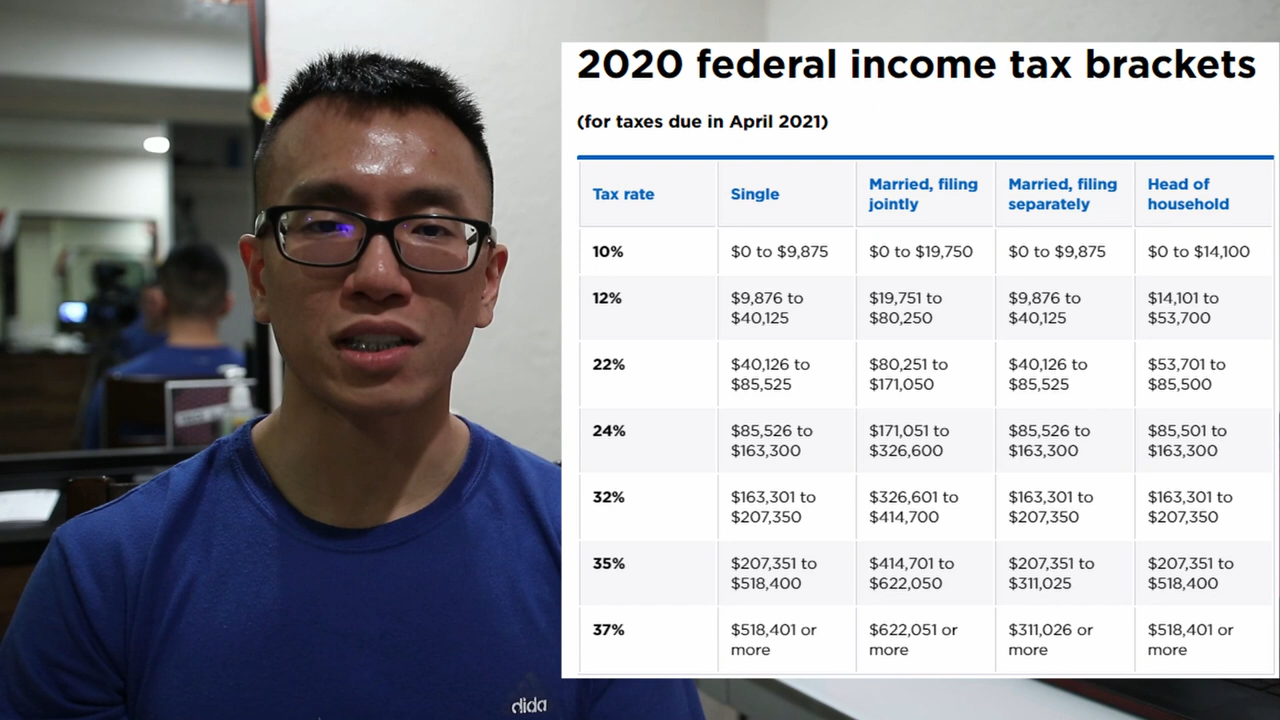 2020 federal income tax brackets
(for taxes due in April 2021)
Tax rate Single Married, filing jointly Married, filing separately Head of household
10% $0 to $9,875 $0 to $19,750 $0 to $9,875 $0 to $14,100
12% $9,876 to $40,125 $19,751 to $80,250 $9,876 to $40,125 $14,101 to $53,700
22% $40,126 to $85,525 $80,251 to $171,050 $40,126 to $85,525 $53,701 to $85,500
24% $85,526 to $163,300 $171,051 to $326,600 $85,526 to $163,300 $85,501 to $163,300
32% $163,301 to $207,350 $326,601 to $414,700 $163,301 to $207,350 $163,301 to $207,350
35% $207,351 to $518,400 $414,701 to $622,050 $207,351 to $311,025 $207,351 to $518,400
37% $518,401 or more $622,051 or more $311,026 or more $518,401 or more
dida